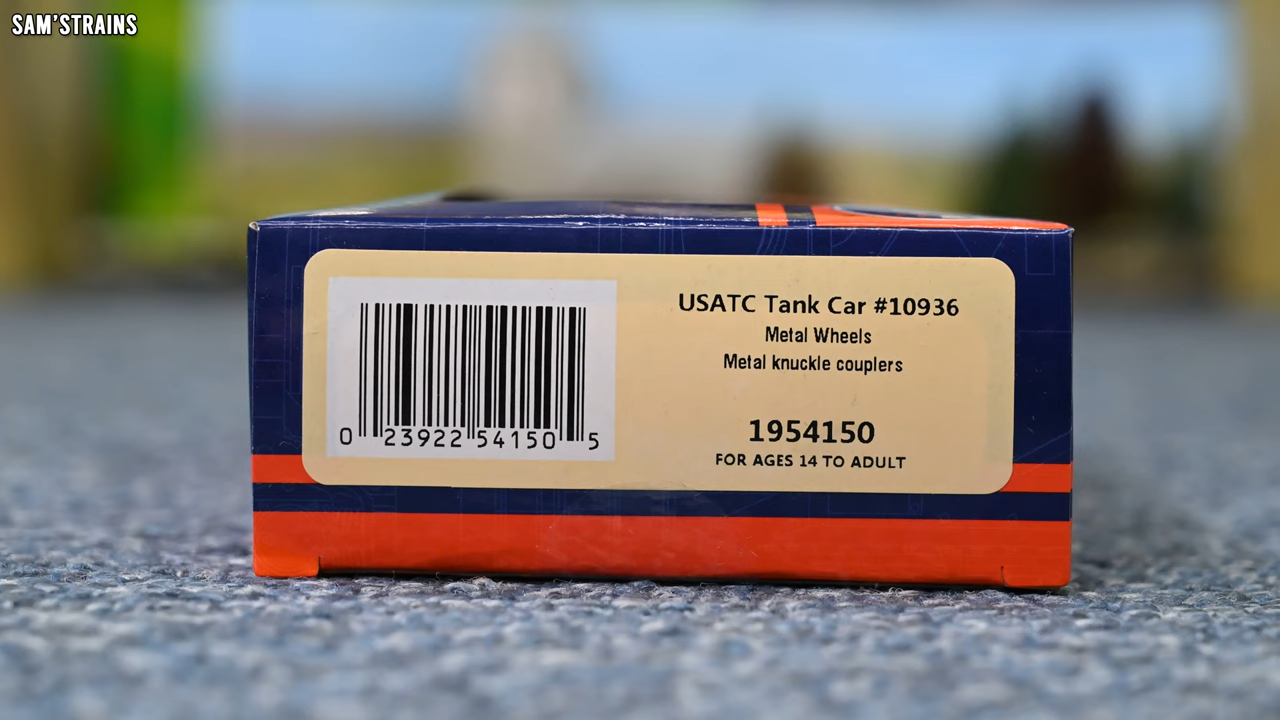 SAM'STRAINS
USATC Tank Car #10936
Metal Wheels
Metal knuckle couplers
1954150
FOR AGES 14 TO ADULT
0 23922 54150 5